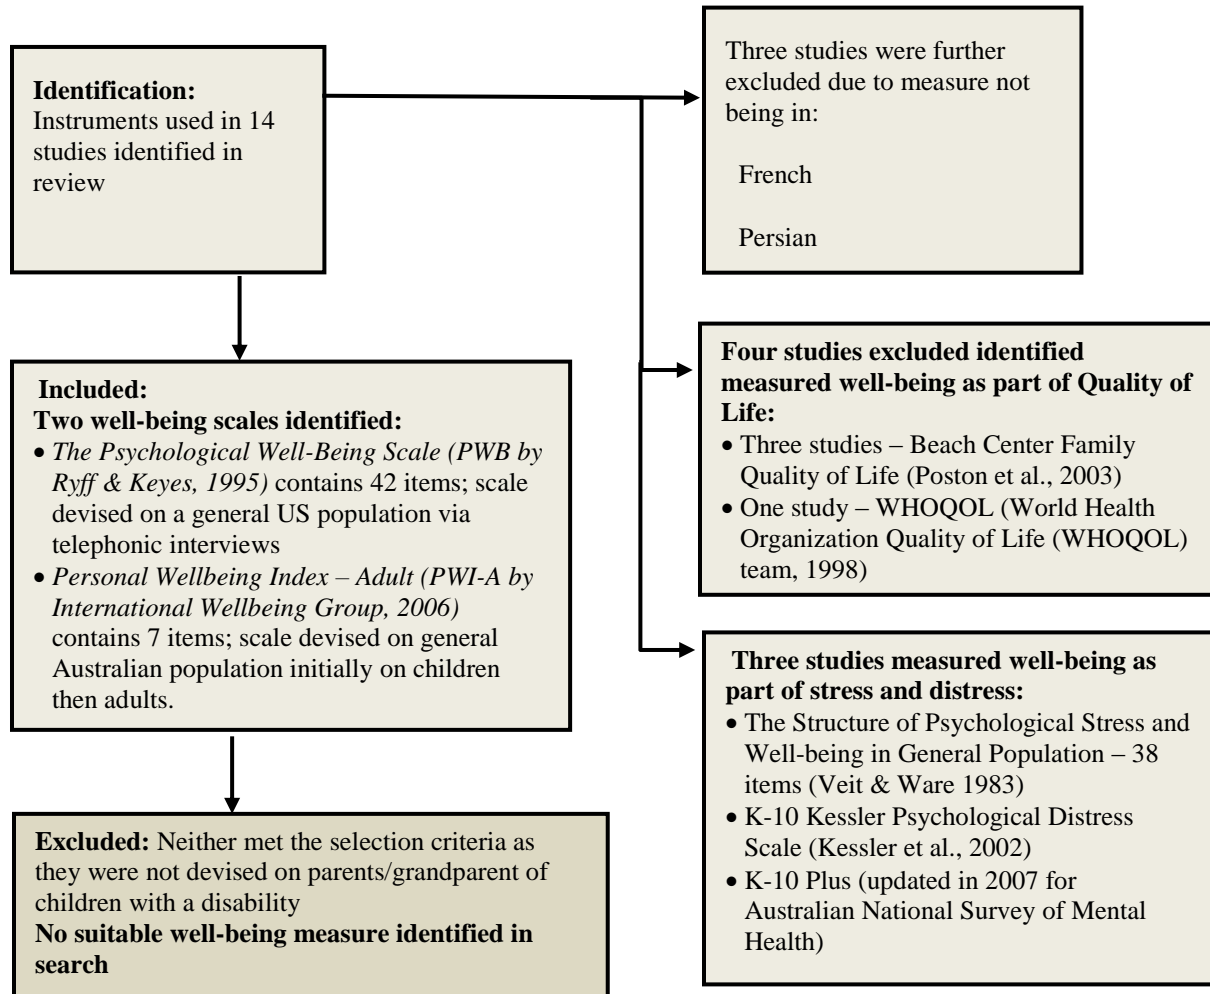 Identification:
Instruments used in 14
studies identified in
review
Three studies were further
excluded due to measure not
being in:
French
Persian
Included:
Two well-being scales identified:
• The Psychological Well-Being Scale (PWB by
Ryff & Keyes, 1995) contains 42 items; scale
devised on a general US population via
telephonic interviews
• Personal Wellbeing Index – Adult (PWI-A by
International Wellbeing Group, 2006)
contains 7 items; scale devised on general
Australian population initially on children
then adults.
Four studies excluded identified
measured well-being as part of Quality of
Life:
• Three studies – Beach Center Family
Quality of Life (Poston et al., 2003)
• One study – WHOQOL (World Health
Organization Quality of Life (WHOQOL)
team, 1998)
Three studies measured well-being as
part of stress and distress:
• The Structure of Psychological Stress and
Well-being in General Population – 38
items (Veit & Ware 1983)
• K-10 Kessler Psychological Distress
Scale (Kessler et al., 2002)
• K-10 Plus (updated in 2007 for
Australian National Survey of Mental
Health)
Excluded: Neither met the selection criteria as
they were not devised on parents/grandparent of
children with a disability
No suitable well-being measure identified in
search